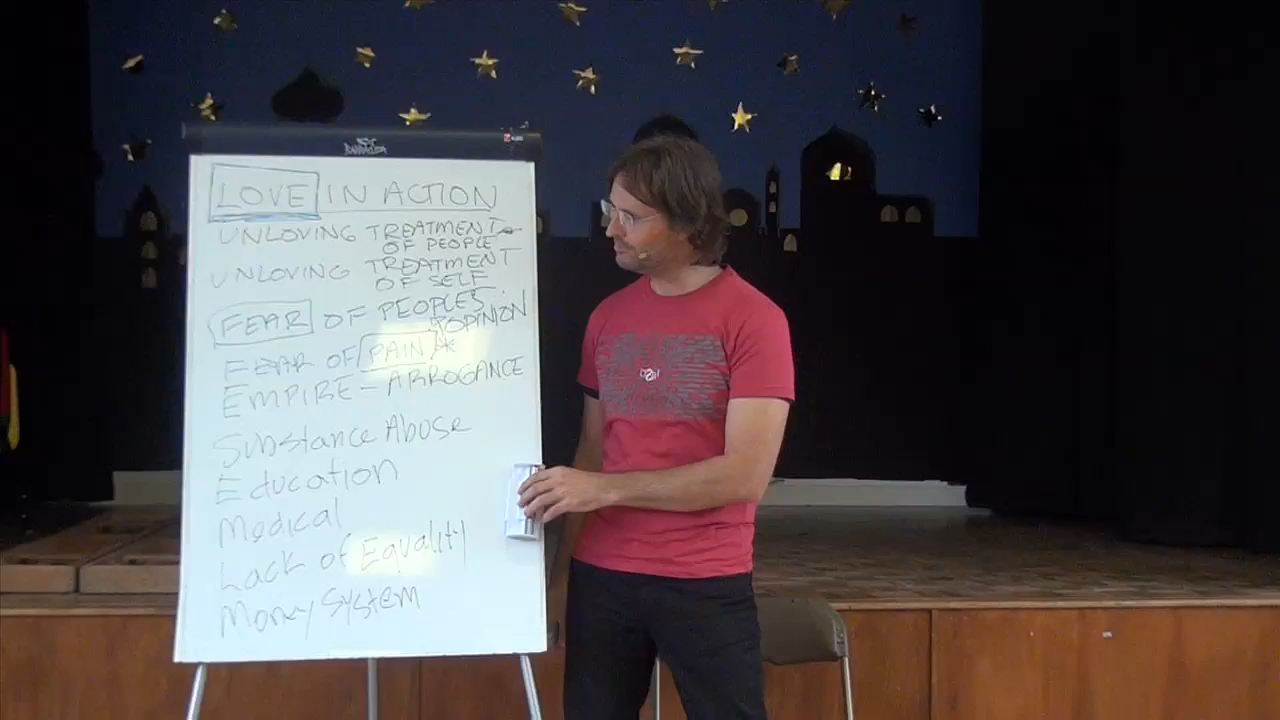 LOVE IN ACTION
UNLOVING TREATMENT
OF PEOPLE
UNLOVING TREATMENT
OF SELF
FEAR OF PEOPLES
OPINION
FEAR OF PAIN
EMPIRE - ARROGANCE
Substance Abuse
Education
Medical
Lack of Equality
Money System